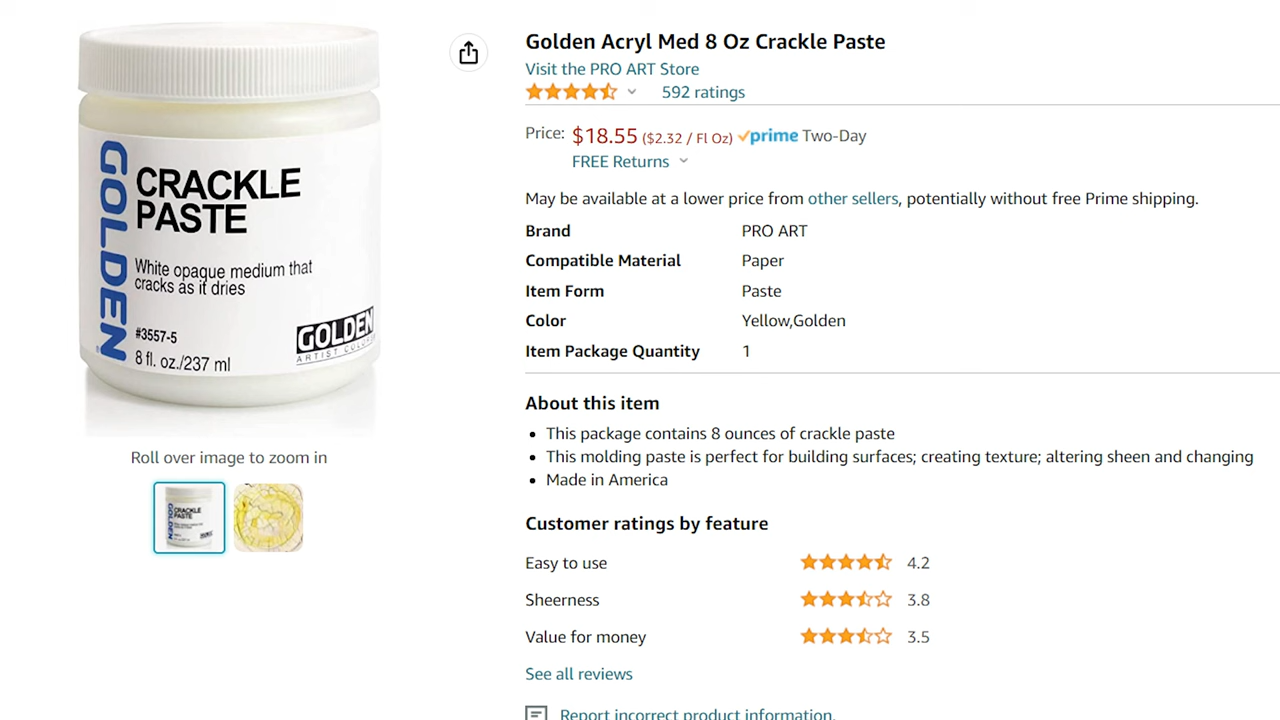 GOLDEN
CRACKLE
PASTE
White opaque medium that
cracks as it dries
#3557-5
8 fl. oz./237 ml
GOLDEN
ARTIST COLORS
Roll over image to zoom in
CRACKLE
PASTE
Golden Acryl Med 8 Oz Crackle Paste
Visit the PRO ART Store
592 ratings
Price: $18.55 ($2.32 / Fl Oz) prime Two-Day
FREE Returns
May be available at a lower price from other sellers, potentially without free Prime shipping.
Brand PRO ART
Compatible Material Paper
Item Form Paste
Color Yellow,Golden
Item Package Quantity 1
About this item
• This package contains 8 ounces of crackle paste
• This molding paste is perfect for building surfaces; creating texture; altering sheen and changing
• Made in America
Customer ratings by feature
Easy to use 4.2
Sheerness 3.8
Value for money 3.5
See all reviews
Report incorrect product information.